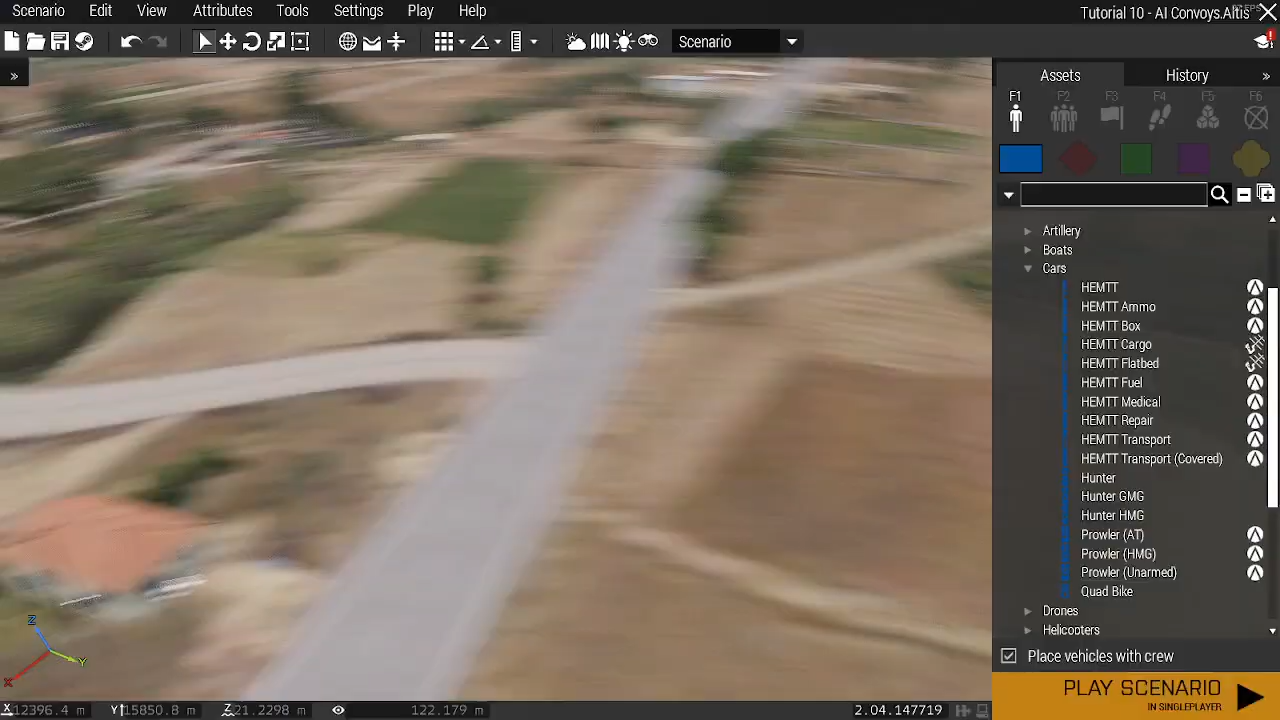 Scenario Edit View Attributes Tools Settings Play Help Tutorial 10 - AI Convoys.Altis
Scenario
Assets History
F1 F2 F3 F4 F5 F6
Artillery
Boats
Cars
HEMTT
HEMTT Ammo
HEMTT Box
HEMTT Cargo
HEMTT Flatbed
HEMTT Fuel
HEMTT Medical
HEMTT Repair
HEMTT Transport
HEMTT Transport (Covered)
Hunter
Hunter GMG
Hunter HMG
Prowler (AT)
Prowler (HMG)
Prowler (Unarmed)
Quad Bike
Drones
Helicopters
Place vehicles with crew
PLAY SCENARIO
IN SINGLEPLAYER
Z
Y
X
X 12396.4 m Y 15850.8 m Z 21.2298 m 122.179 m 2.04.147719